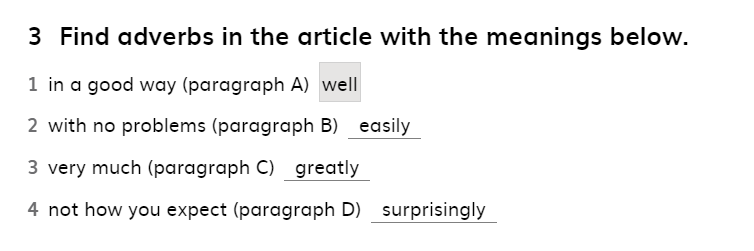 3 Find adverbs in the article with the meanings below.
1 in a good way (paragraph A) well
2 with no problems (paragraph B) easily
3 very much (paragraph C) greatly
4 not how you expect (paragraph D) surprisingly